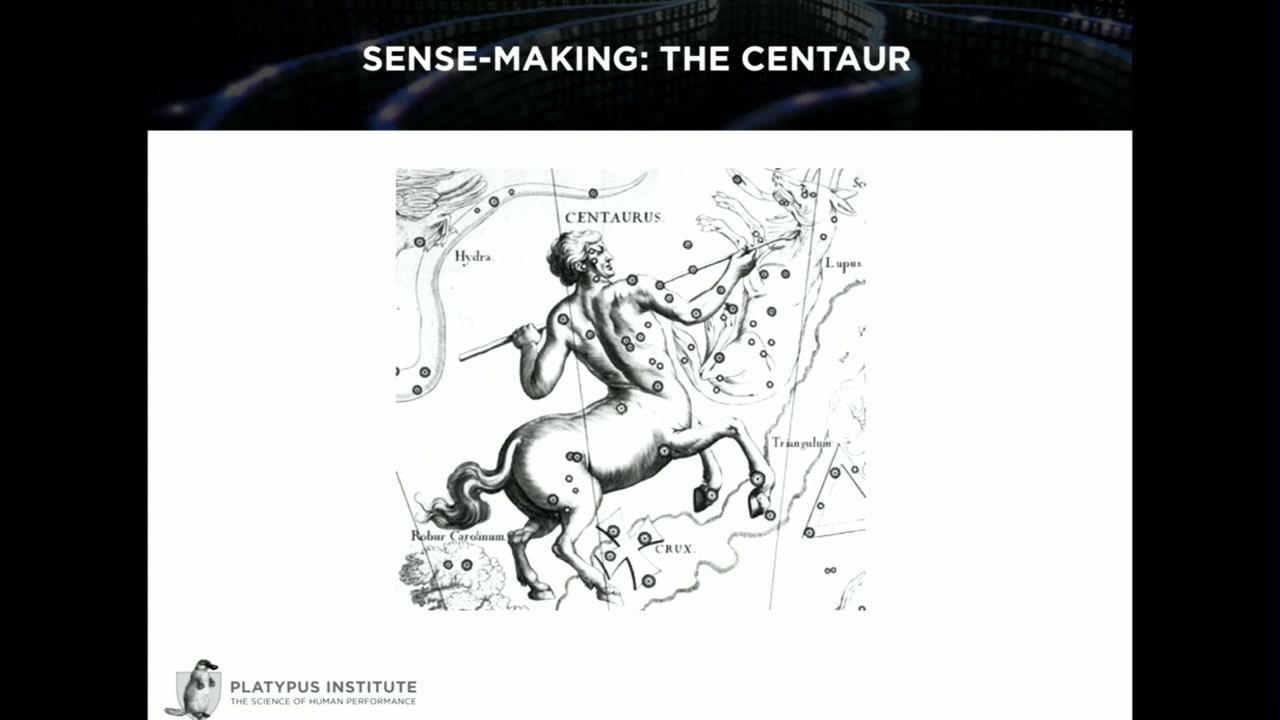 SENSE-MAKING: THE CENTAUR
CENTAURUS.
Hydra.
Lupus.
Triangulum
Robur Carolinum.
CRUX.
PLATYPUS INSTITUTE
THE SCIENCE OF HUMAN PERFORMANCE